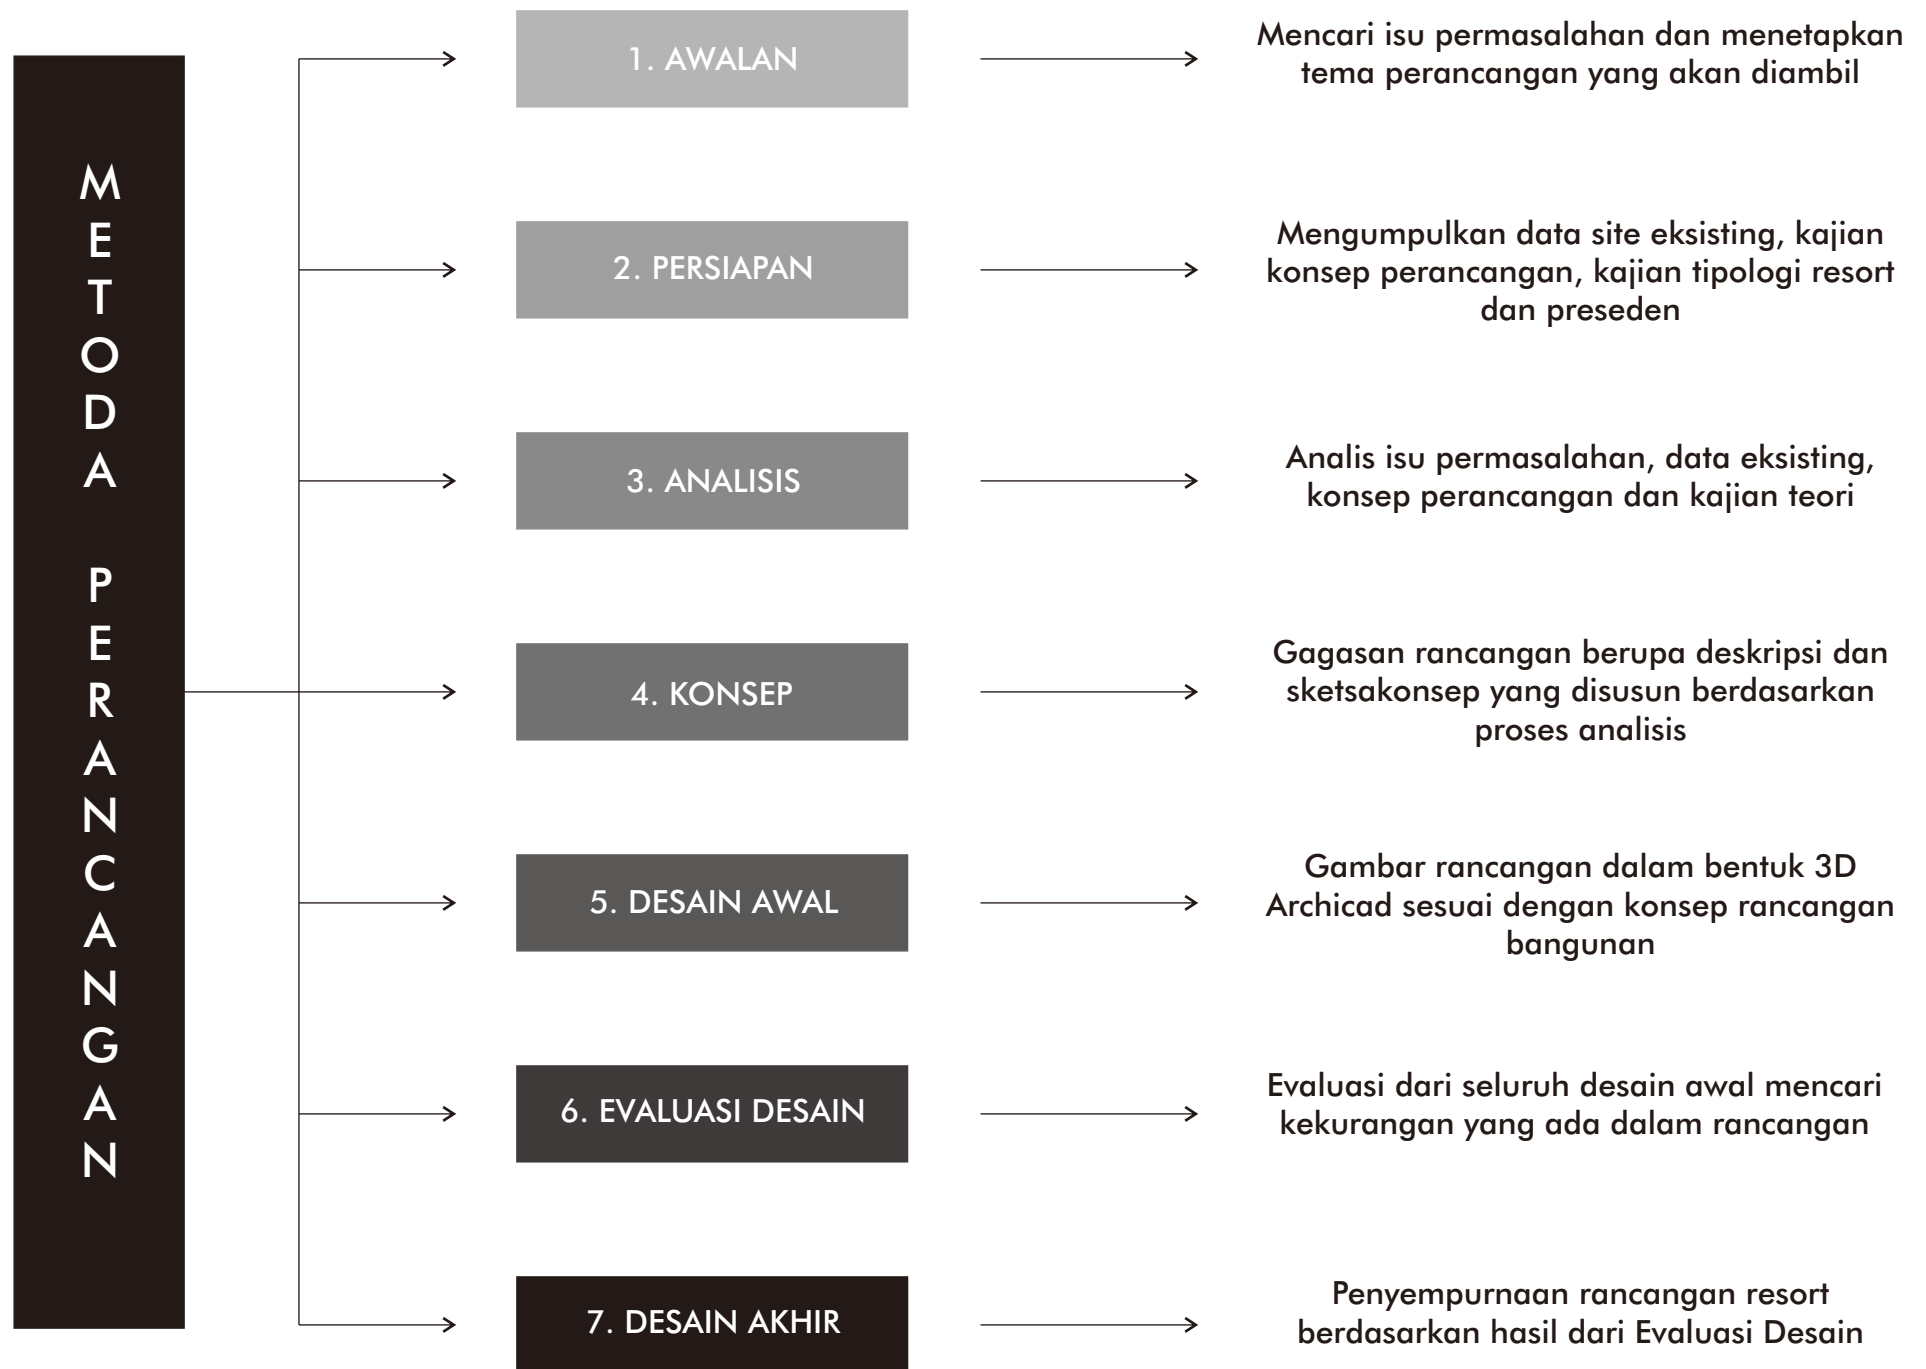 METODA PERANCANGAN
1. AWALAN
Mencari isu permasalahan dan menetapkan
tema perancangan yang akan diambil
2. PERSIAPAN
Mengumpulkan data site eksisting, kajian
konsep perancangan, kajian tipologi resort
dan preseden
3. ANALISIS
Analis isu permasalahan, data eksisting,
konsep perancangan dan kajian teori
4. KONSEP
Gagasan rancangan berupa deskripsi dan
sketsakonsep yang disusun berdasarkan
proses analisis
5. DESAIN AWAL
Gambar rancangan dalam bentuk 3D
Archicad sesuai dengan konsep rancangan
bangunan
6. EVALUASI DESAIN
Evaluasi dari seluruh desain awal mencari
kekurangan yang ada dalam rancangan
7. DESAIN AKHIR
Penyempurnaan rancangan resort
berdasarkan hasil dari Evaluasi Desain